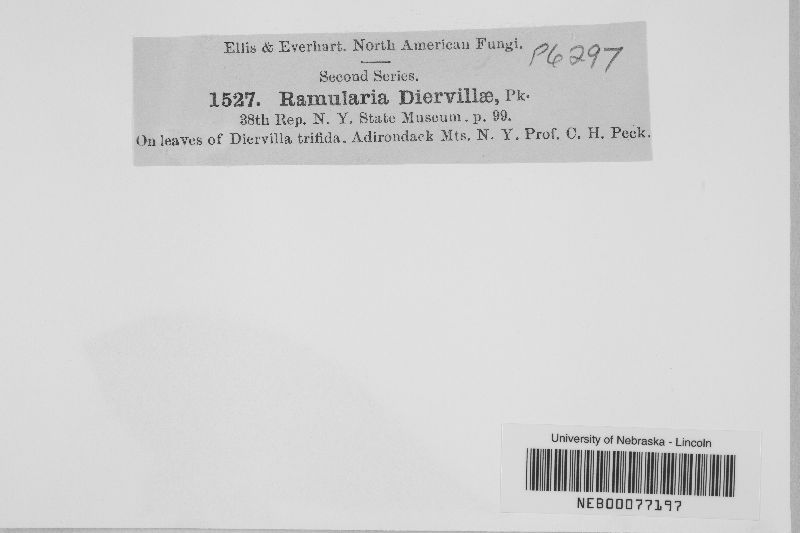 Ellis & Everhart. North American Fungi.
P6297
Second Series.
1527. Ramularia Diervillæ, Pk.
38th Rep. N. Y. State Museum. p. 99.
On leaves of Diervilla trifida. Adirondack Mts. N. Y. Prof. C. H. Peck.
University of Nebraska - Lincoln
NEB00077197